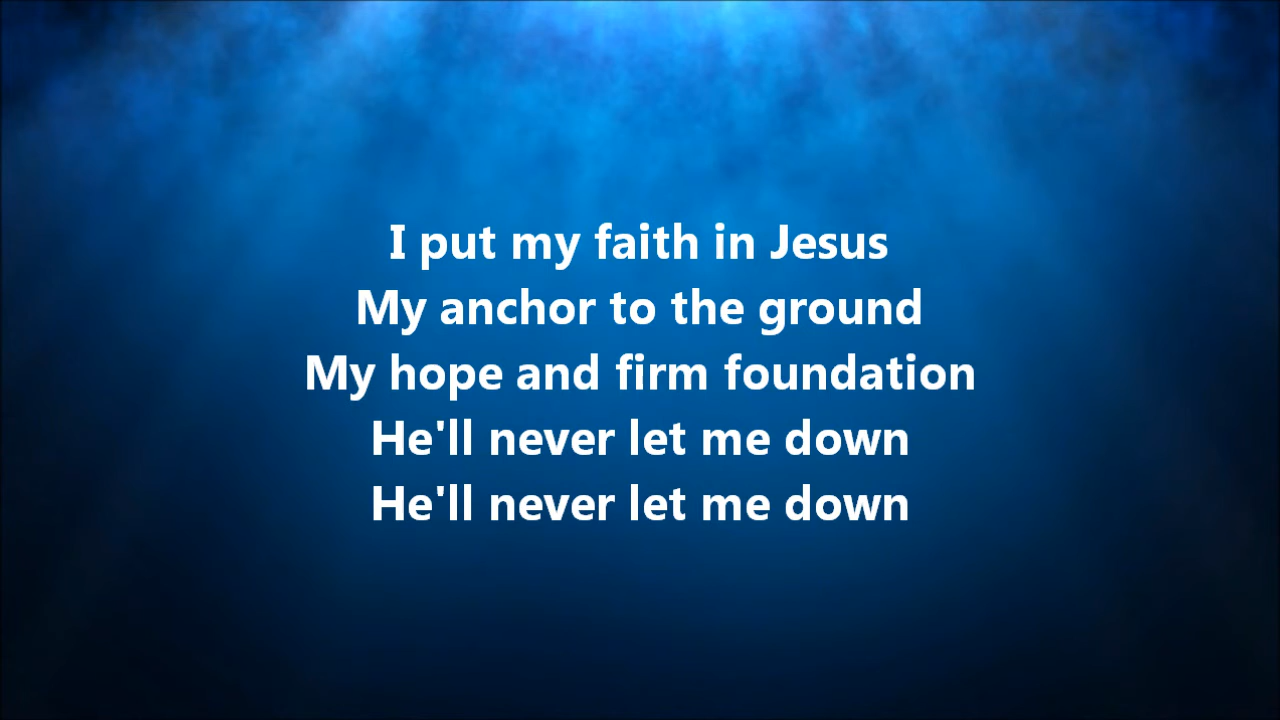 I put my faith in Jesus
My anchor to the ground
My hope and firm foundation
He'll never let me down
He'll never let me down